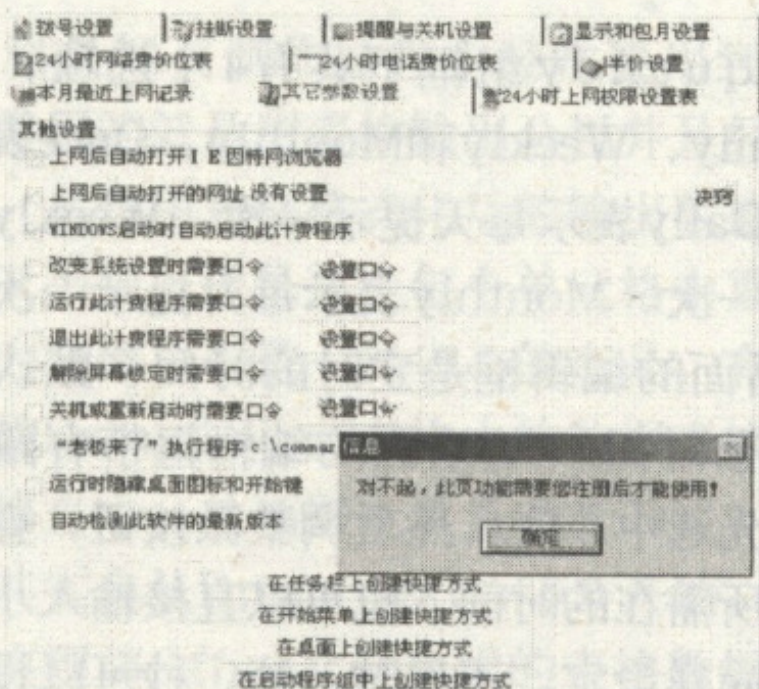 拨号设置 挂断设置 提醒与关机设置 显示和包月设置
24小时网络费价位表 24小时电话费价位表 半价设置
本月最近上网记录 其它参数设置 24小时上网权限设置表
其他设置
上网后自动打开IE因特网浏览器
上网后自动打开的网址 没有设置
WINDOWS启动时自动启动此计费程序
改变系统设置时需要口令 设置口令
运行此计费程序需要口令 设置口令
退出此计费程序需要口令 设置口令
解除屏幕锁定时需要口令 设置口令
关机或重新启动时需要口令 设置口令
“老板来了”执行程序 c:\commar
信息
运行时隐藏桌面图标和开始键
对不起，此页功能需要您注册后才能使用!
自动检测此软件的最新版本
确定
在任务栏上创建快捷方式
在开始菜单上创建快捷方式
在桌面上创建快捷方式
在启动程序组中上创建快捷方式